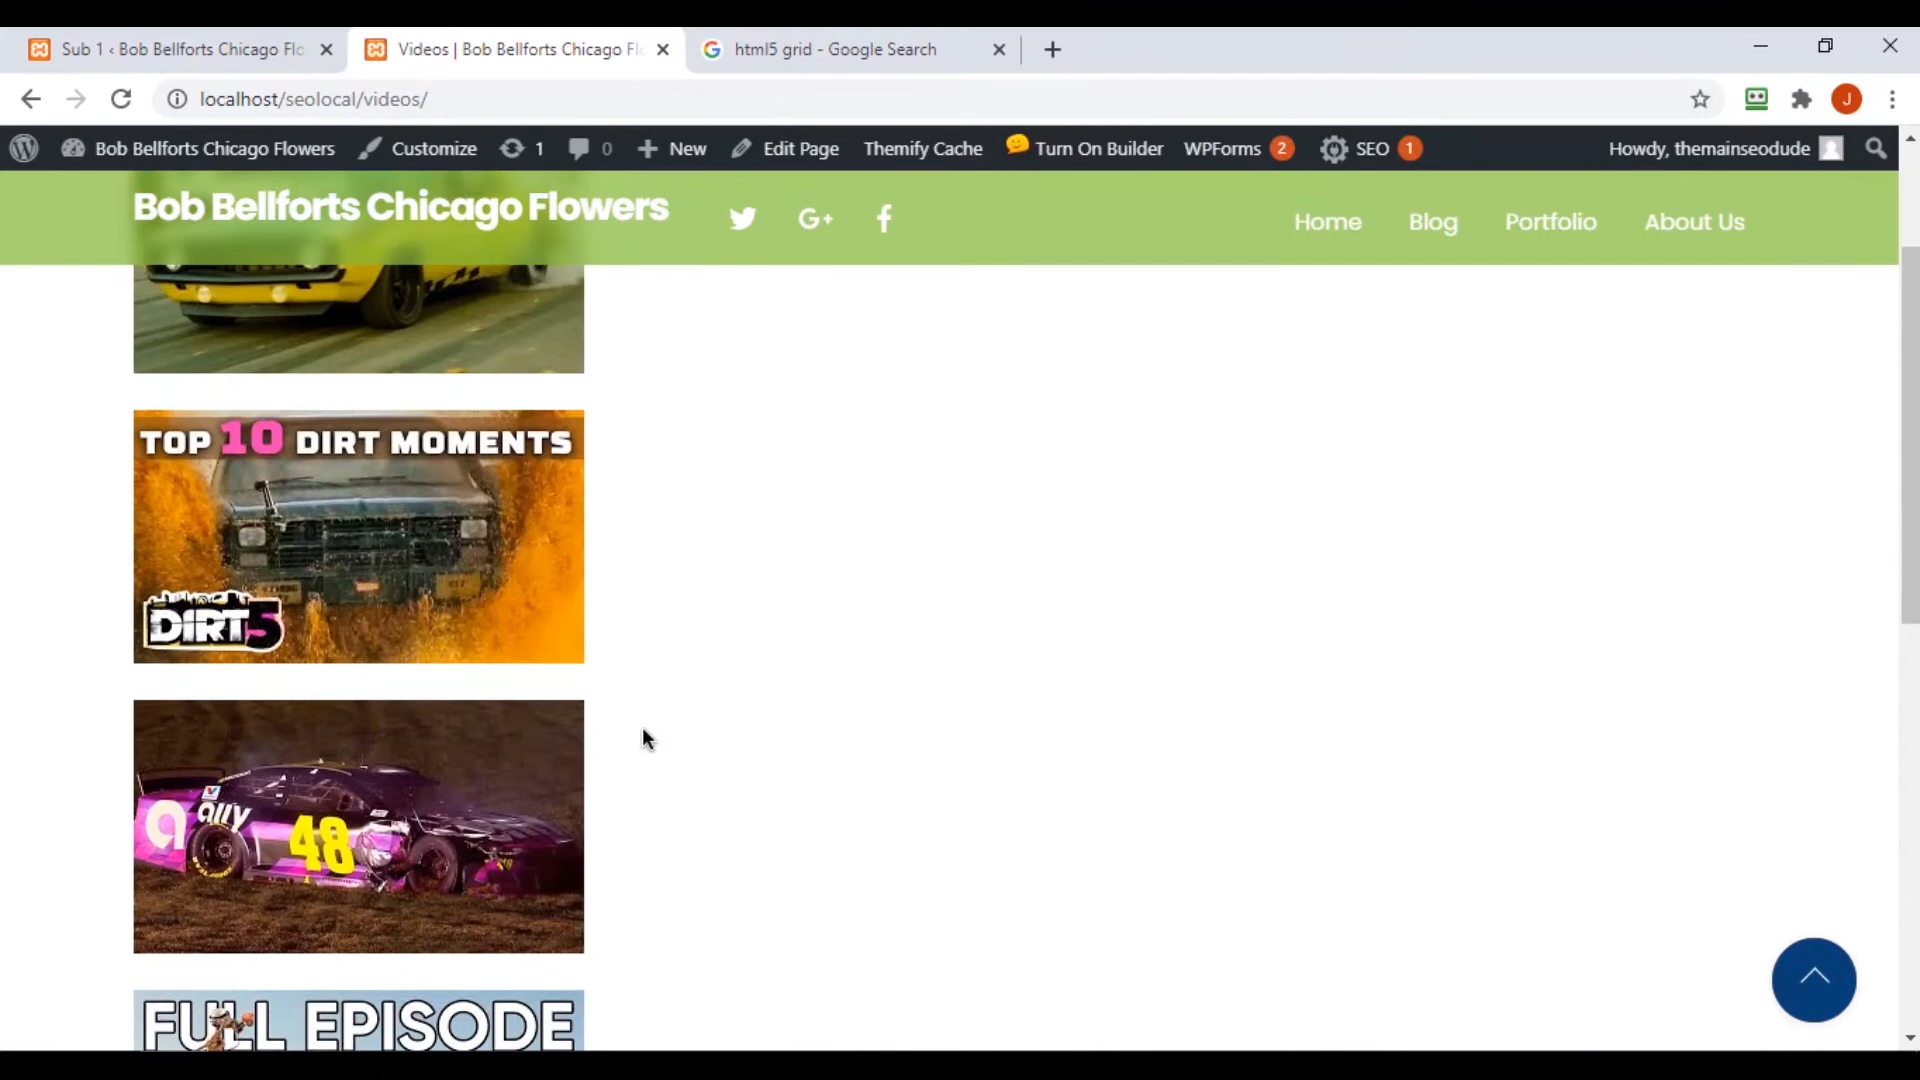 Sub 1 ‹ Bob Bellforts Chicago Flo
Videos | Bob Bellforts Chicago Flo
html5 grid - Google Search
localhost/seolocal/videos/
J
Bob Bellforts Chicago Flowers
Customize
1
0
New
Edit Page
Themify Cache
Turn On Builder
WPForms 2
SEO 1
Howdy, themainseodude
Bob Bellforts Chicago Flowers
G+
Home
Blog
Portfolio
About Us
TOP 10 DIRT MOMENTS
DIRT5
a ally 48
FULL EPISODE